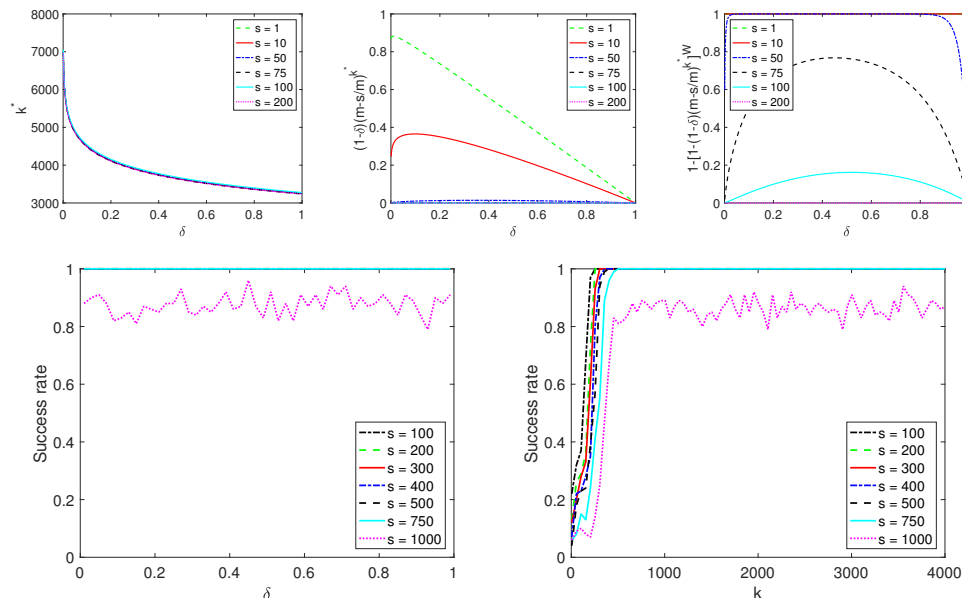 8000
7000
6000
5000
4000
3000
k*
0
0.2
0.4
0.6
0.8
1
δ
s = 1
s = 10
s = 50
s = 75
s = 100
s = 200
1
0.8
0.6
0.4
0.2
0
(1-δ)(m-s/m)^k*
0
0.2
0.4
0.6
0.8
1
δ
s = 1
s = 10
s = 50
s = 75
s = 100
s = 200
1
0.8
0.6
0.4
0.2
0
1-[1-(1-δ)(m-s/m)^k*]^W
0
0.2
0.4
0.6
0.8
δ
s = 1
s = 10
s = 50
s = 75
s = 100
s = 200
1
0.8
0.6
0.4
0.2
0
Success rate
0
0.2
0.4
0.6
0.8
1
δ
s = 100
s = 200
s = 300
s = 400
s = 500
s = 750
s = 1000
1
0.8
0.6
0.4
0.2
0
Success rate
0
1000
2000
3000
4000
k
s = 100
s = 200
s = 300
s = 400
s = 500
s = 750
s = 1000